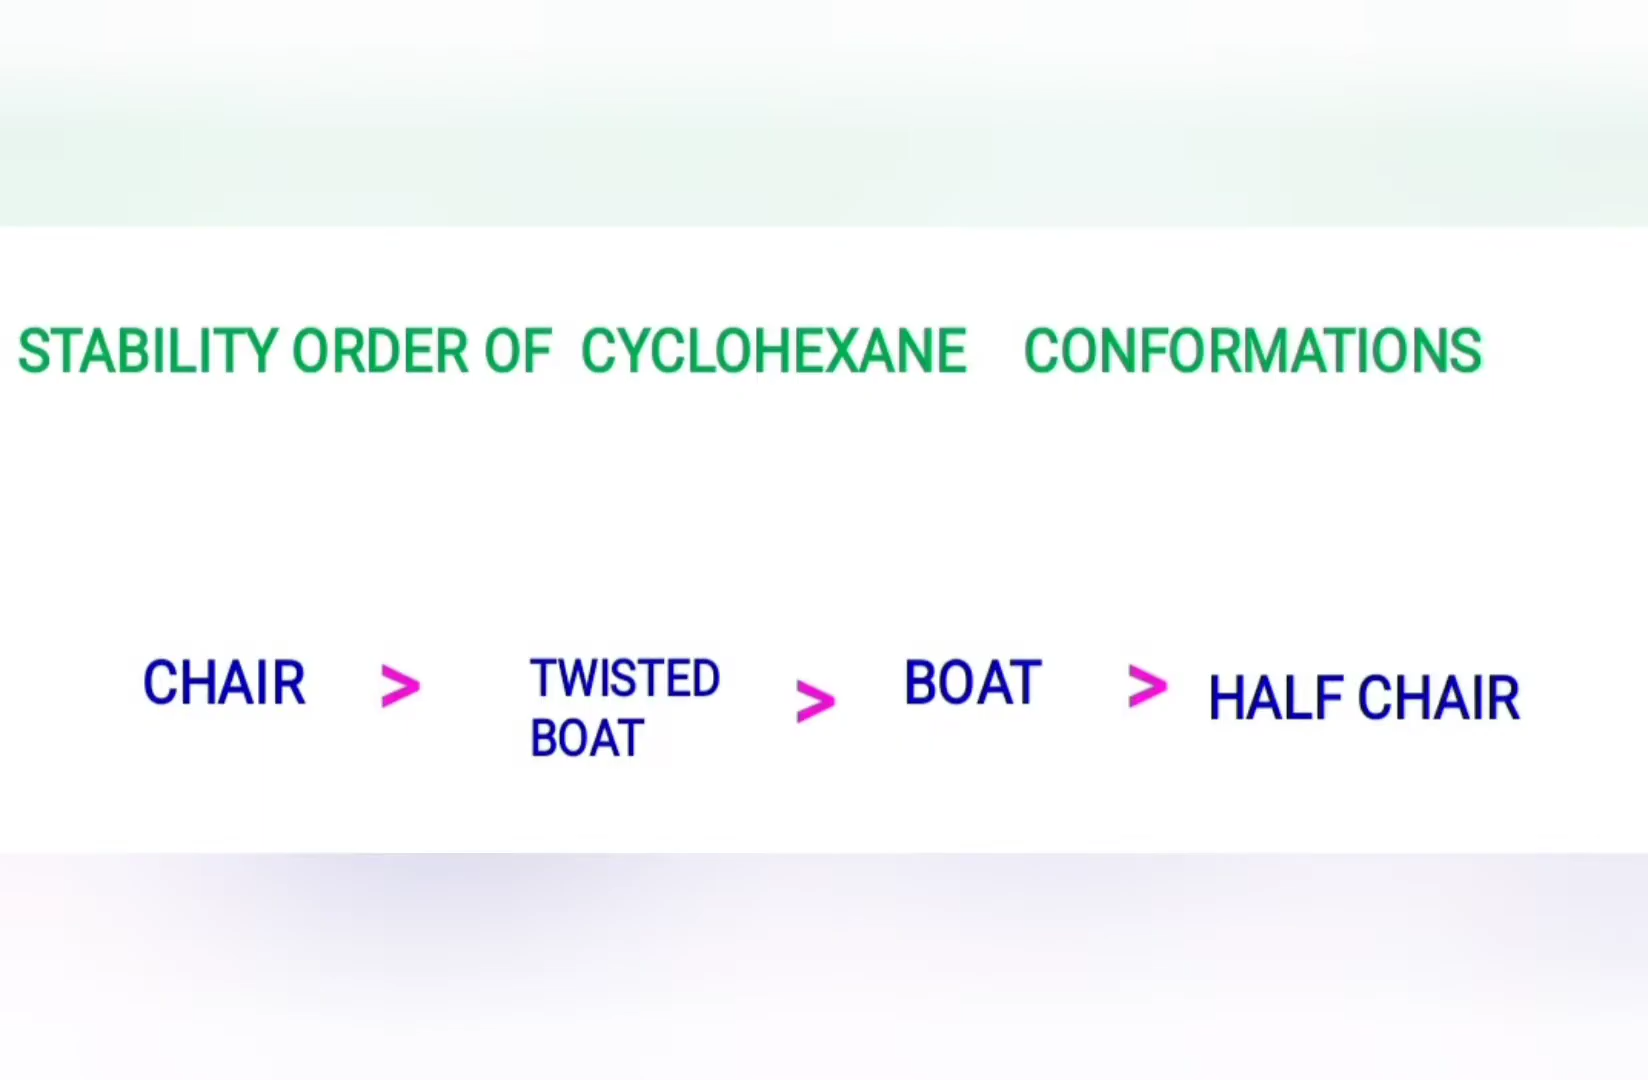 STABILITY ORDER OF CYCLOHEXANE CONFORMATIONS
CHAIR > TWISTED BOAT > BOAT > HALF CHAIR